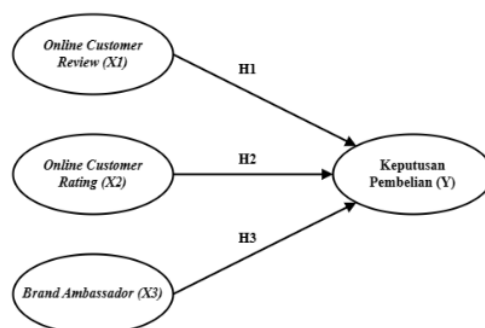 Online Customer
Review (X1)
H1
Online Customer
Rating (X2)
H2
Keputusan
Pembelian (Y)
H3
Brand Ambassador (X3)